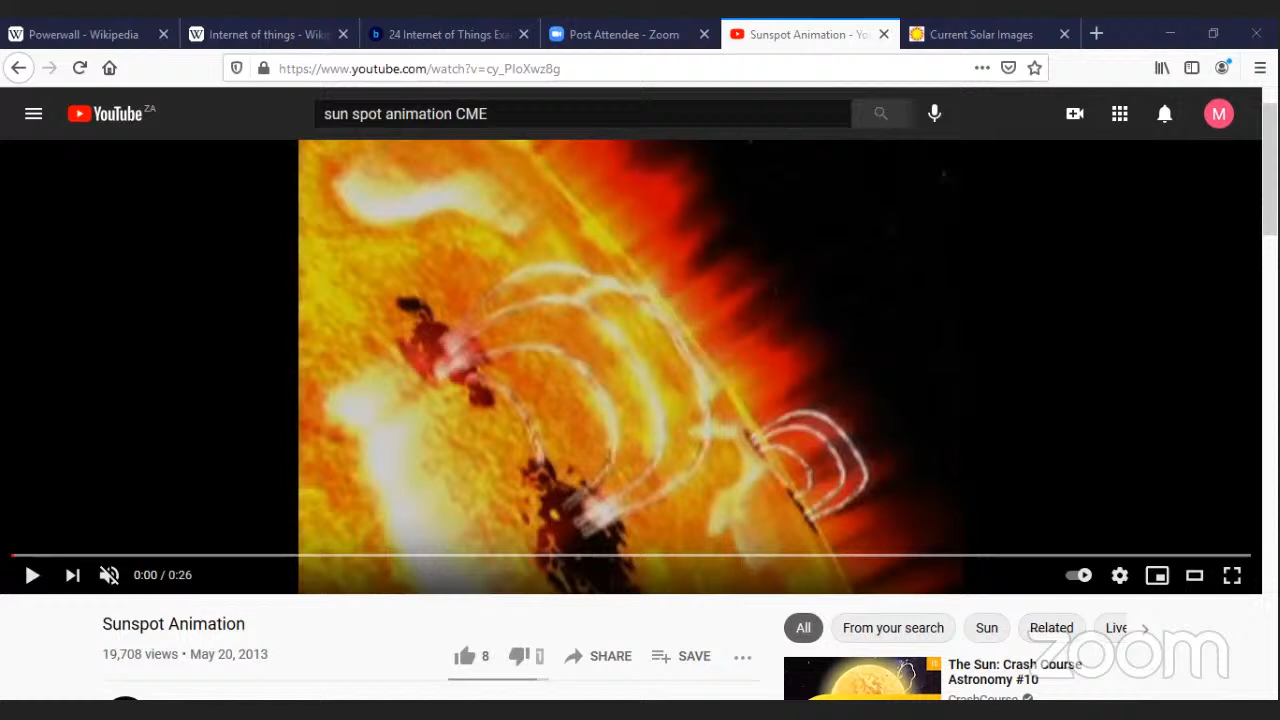 Powerwall - Wikipedia
Internet of things - Wiki
24 Internet of Things Exa
Post Attendee - Zoom
Sunspot Animation - Yo
Current Solar Images
https://www.youtube.com/watch?v=cy_PIoXwz8g
YouTube ZA
sun spot animation CME
M
0:00 / 0:26
Sunspot Animation
19,708 views • May 20, 2013
8
SHARE
SAVE
All
From your search
Sun
Related
Live
The Sun: Crash Course
Astronomy #10
CrashCourse
zoom